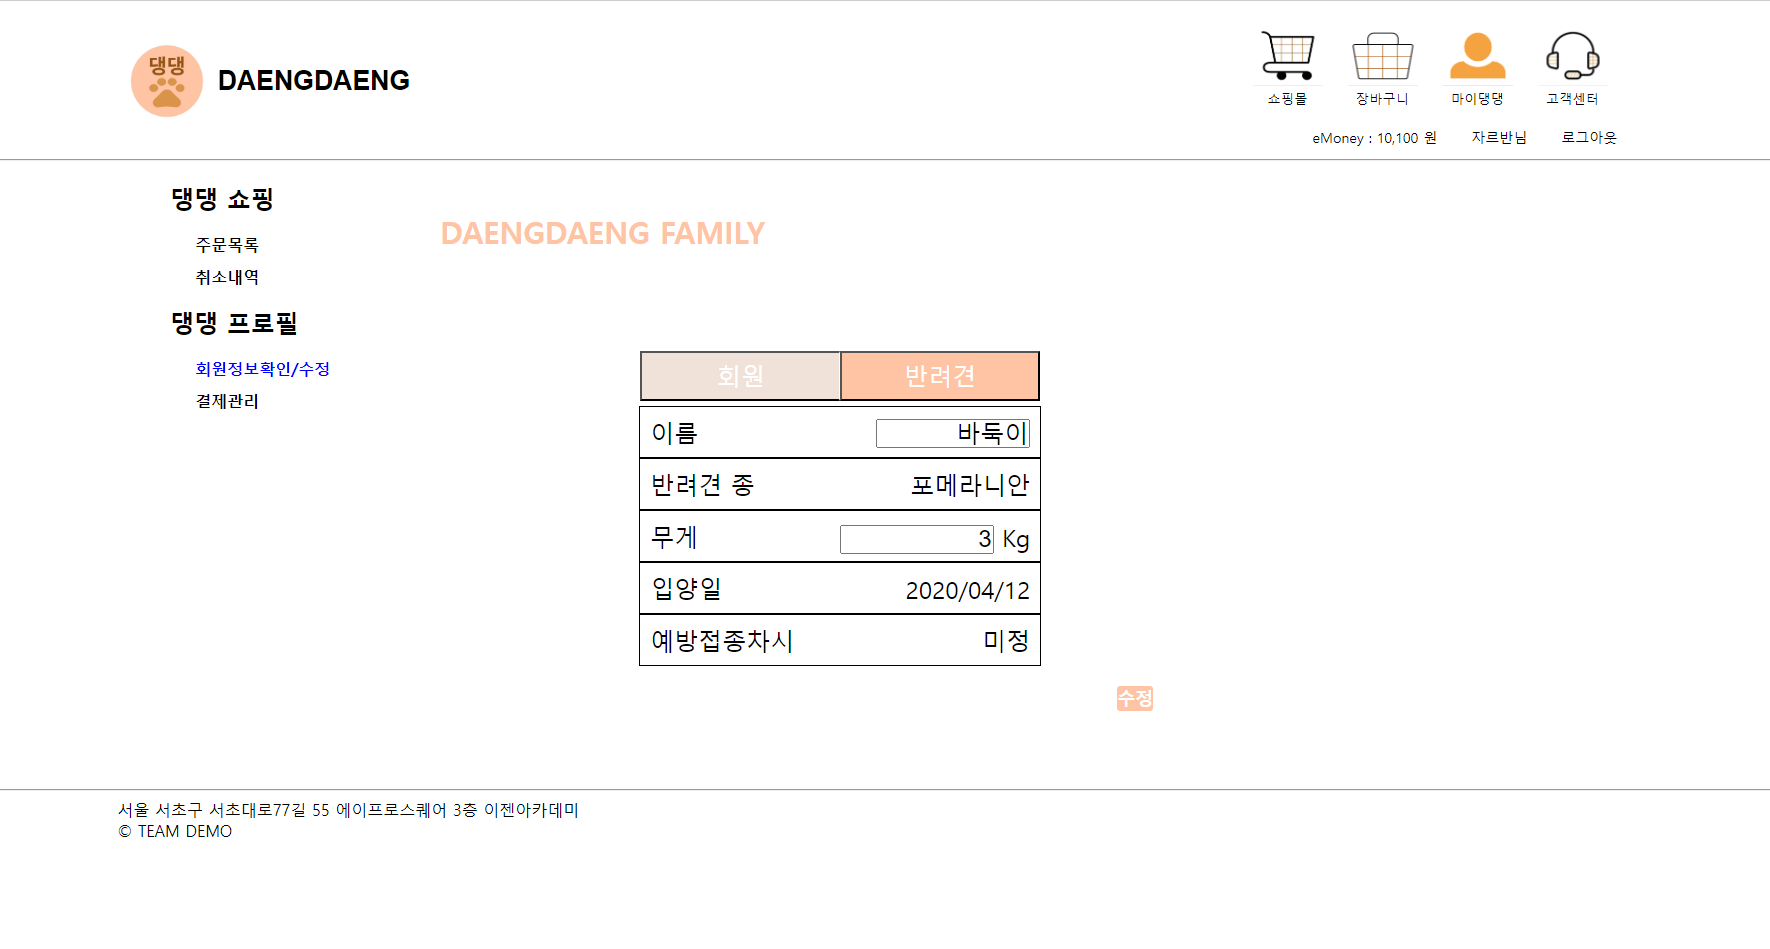 댕댕
DAENGDAENG
쇼핑몰
장바구니
마이댕댕
고객센터
eMoney : 10,100 원
자르반님
로그아웃
댕댕 쇼핑
주문목록
취소내역
댕댕 프로필
회원정보확인/수정
결제관리
DAENGDAENG FAMILY
회원
반려견
이름 바둑이
반려견 종 포메라니안
무게 3 Kg
입양일 2020/04/12
예방접종차시 미정
수정
서울 서초구 서초대로77길 55 에이프로스퀘어 3층 이젠아카데미
© TEAM DEMO